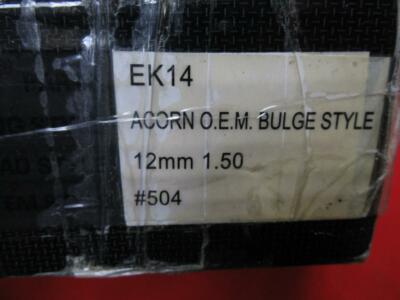 EK14
ACORN O.E.M. BULGE STYLE
12mm 1.50
#504